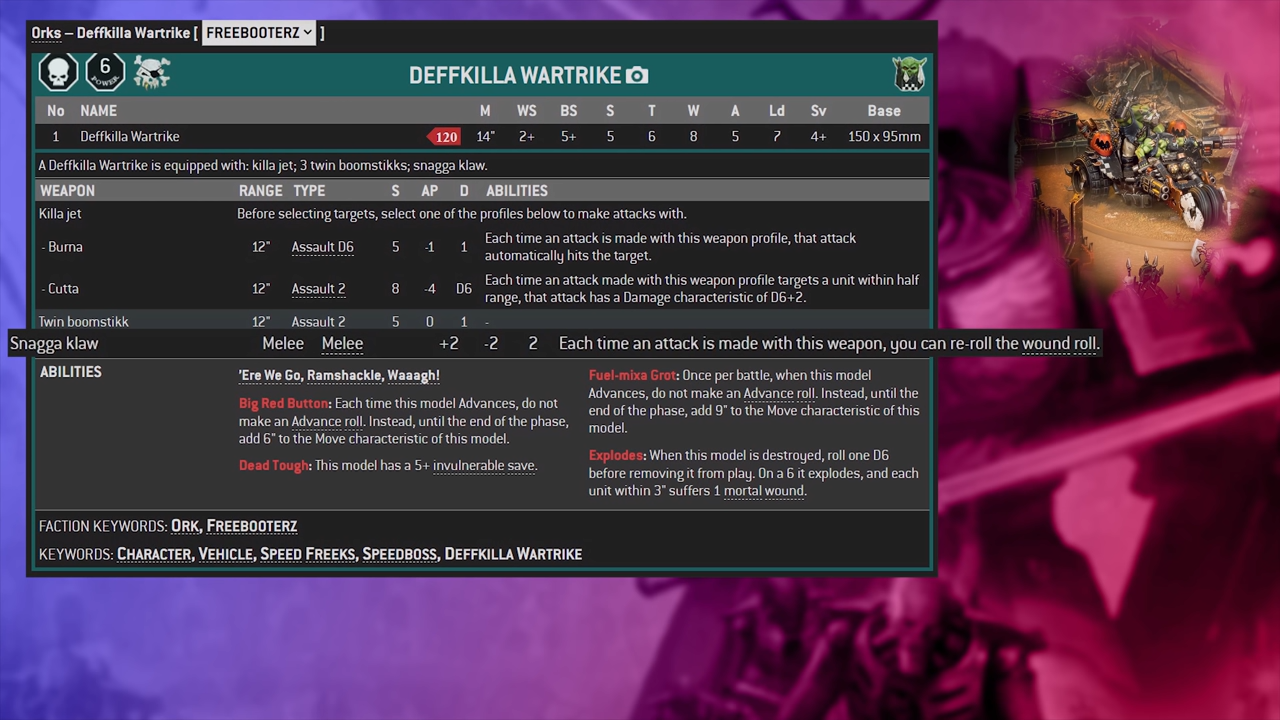 Orks – Deffkilla Wartrike [ FREEBOOTERZ ]
6
POWER
DEFFKILLA WARTRIKE
No NAME M WS BS S T W A Ld Sv Base
1 Deffkilla Wartrike 120 14" 2+ 5+ 5 6 8 5 7 4+ 150 x 95mm
A Deffkilla Wartrike is equipped with: killa jet; 3 twin boomstikks; snagga klaw.
WEAPON RANGE TYPE S AP D ABILITIES
Killa jet Before selecting targets, select one of the profiles below to make attacks with.
- Burna 12" Assault D6 5 -1 1 Each time an attack is made with this weapon profile, that attack
automatically hits the target.
- Cutta 12" Assault 2 8 -4 D6 Each time an attack made with this weapon profile targets a unit within half
range, that attack has a Damage characteristic of D6+2.
Twin boomstikk 12" Assault 2 5 0 1 -
Snagga klaw Melee Melee +2 -2 2 Each time an attack is made with this weapon, you can re-roll the wound roll.
ABILITIES
'Ere We Go, Ramshackle, Waaagh!
Big Red Button: Each time this model Advances, do not
make an Advance roll. Instead, until the end of the phase,
add 6" to the Move characteristic of this model.
Dead Tough: This model has a 5+ invulnerable save.
Fuel-mixa Grot: Once per battle, when this model
Advances, do not make an Advance roll. Instead, until the
end of the phase, add 9" to the Move characteristic of this
model.
Explodes: When this model is destroyed, roll one D6
before removing it from play. On a 6 it explodes, and each
unit within 3" suffers 1 mortal wound.
FACTION KEYWORDS: ORK, FREEBOOTERZ
KEYWORDS: CHARACTER, VEHICLE, SPEED FREEKS, SPEEDBOSS, DEFFKILLA WARTRIKE